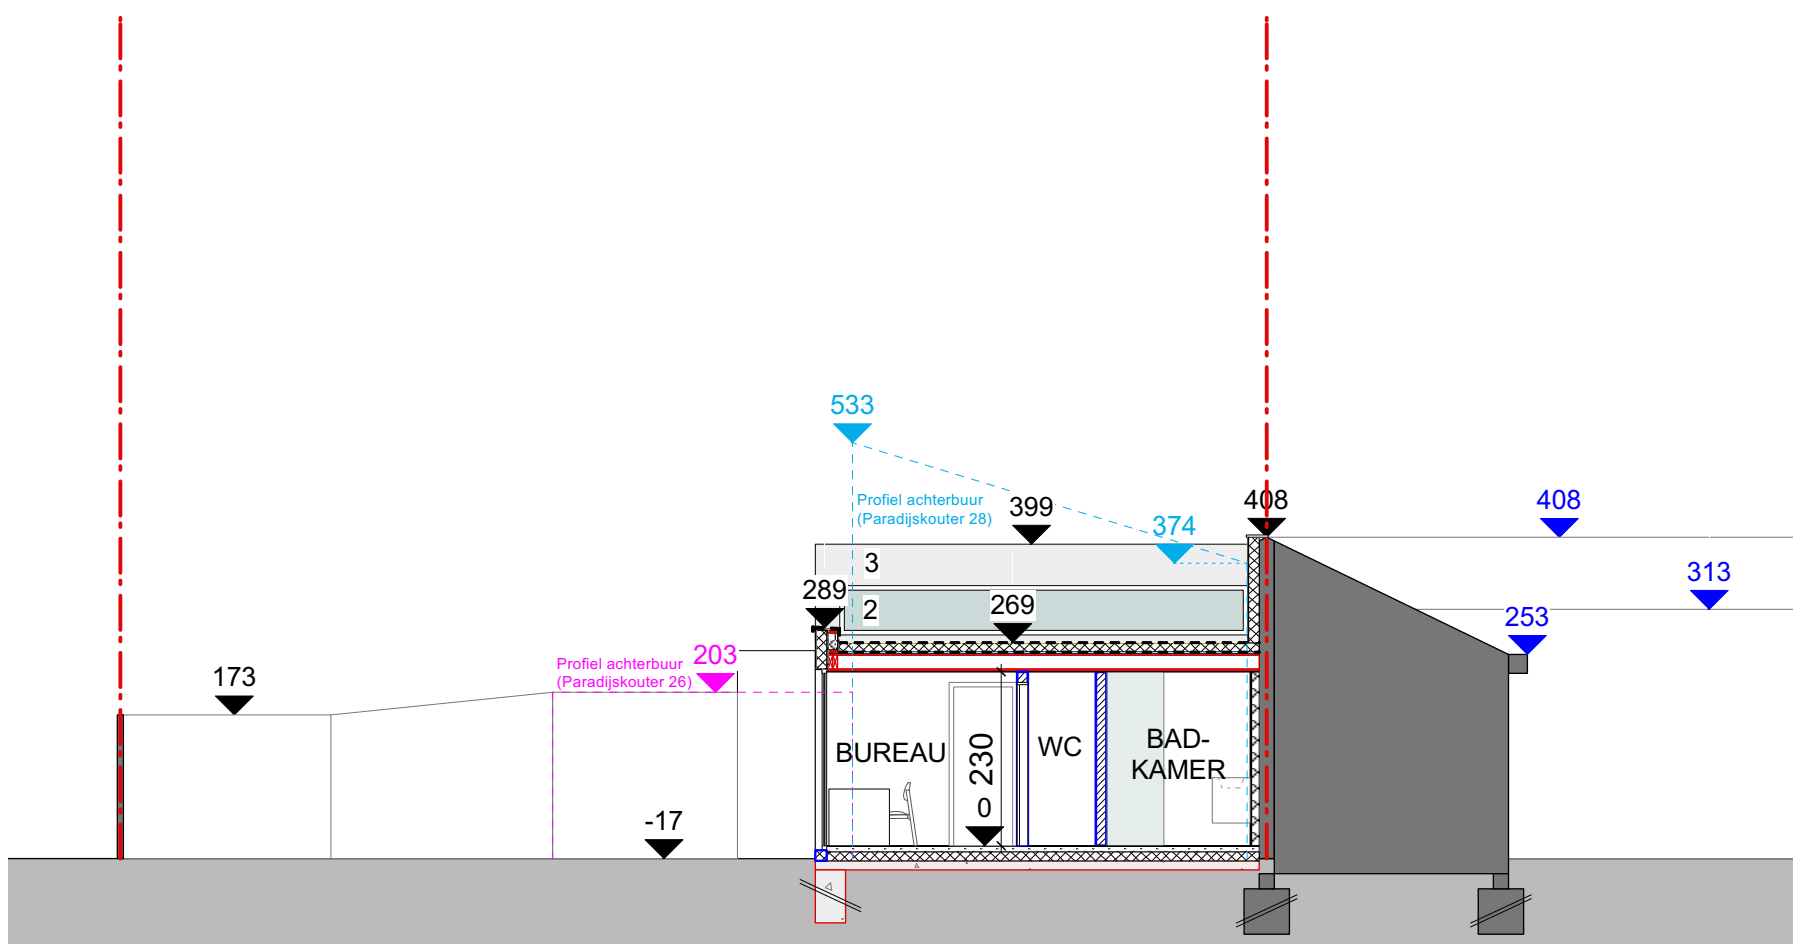 533
Profiel achterbuur
(Paradijskouter 28)
399
374
408
408
3
289
2
269
313
253
Profiel achterbuur
(Paradijskouter 26)
203
173
BUREAU
230
WC
BAD-
KAMER
0
-17